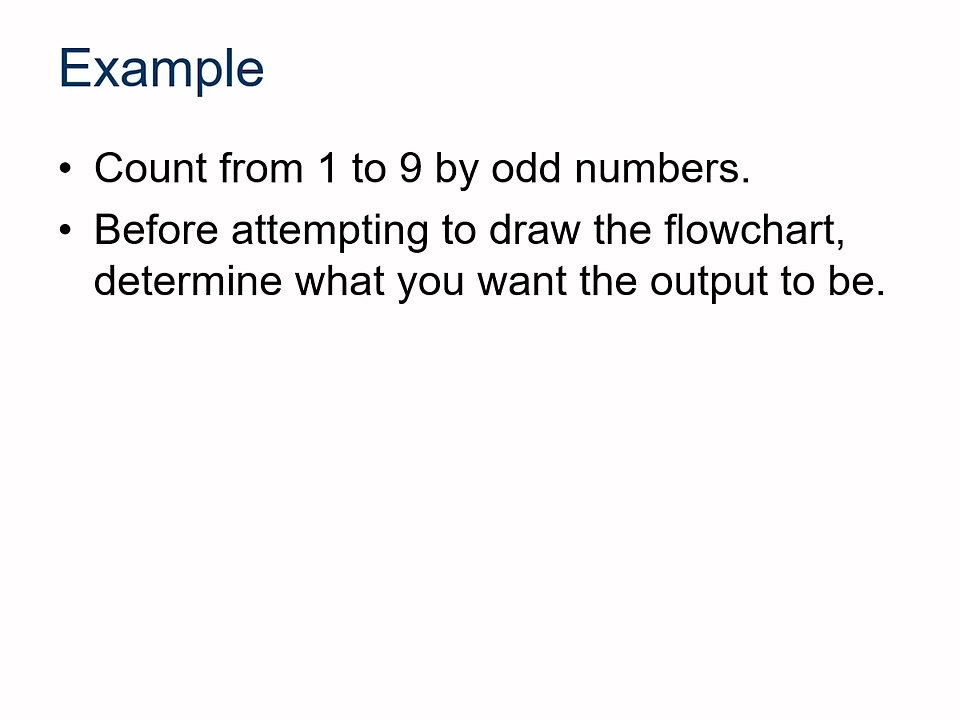 Example
• Count from 1 to 9 by odd numbers.
• Before attempting to draw the flowchart,
determine what you want the output to be.